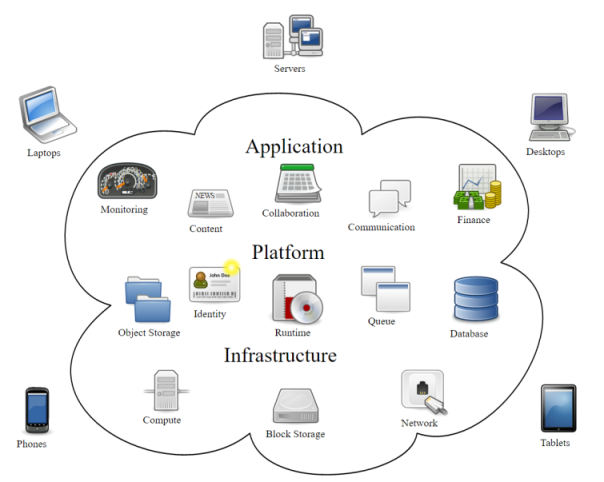 Servers
Laptops
Desktops
Application
Monitoring
NEWS
Content
Collaboration
Communication
Finance
Platform
John Doe
Object Storage
Identity
Runtime
Queue
Database
Infrastructure
Compute
Block Storage
Network
Phones
Tablets